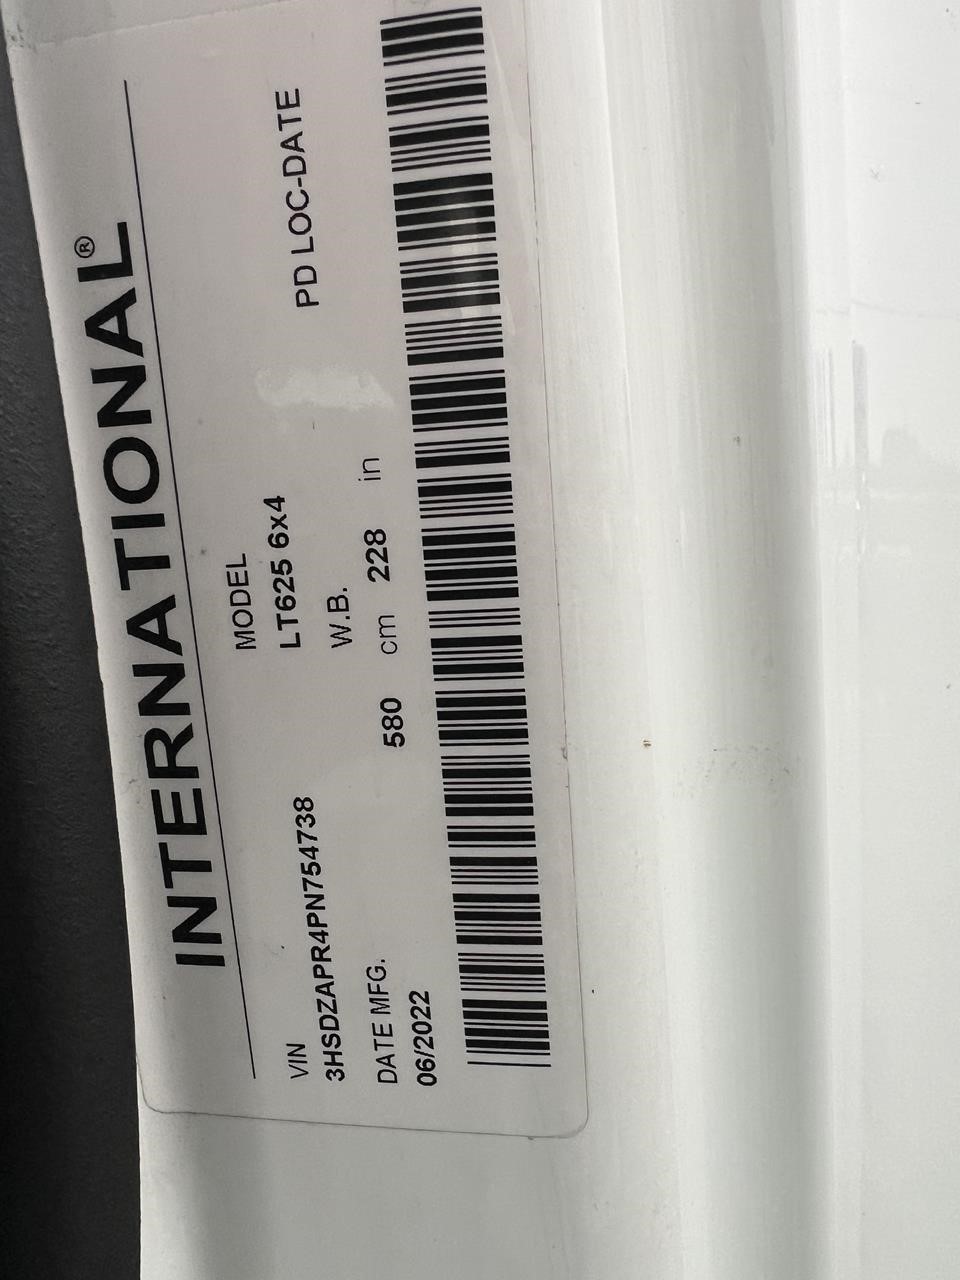 INTERNATIONAL®
MODEL
VIN LT625 6x4 PD LOC-DATE
3HSDZAPR4PN754738 W.B.
DATE MFG. 580 cm 228 in
06/2022